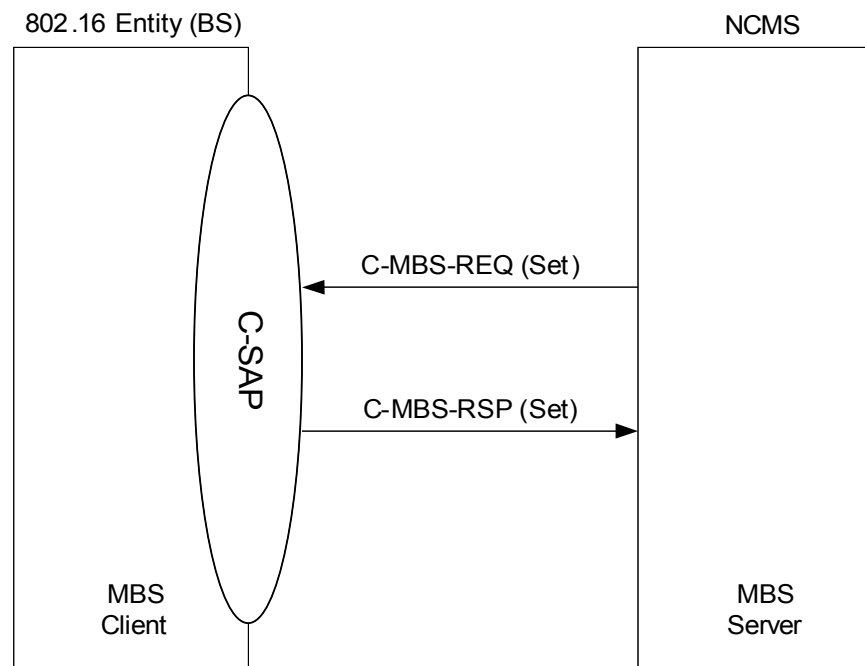 802.16 Entity (BS)
NCMS
C-MBS-REQ (Set)
C-SAP
C-MBS-RSP (Set)
MBS
Client
MBS
Server